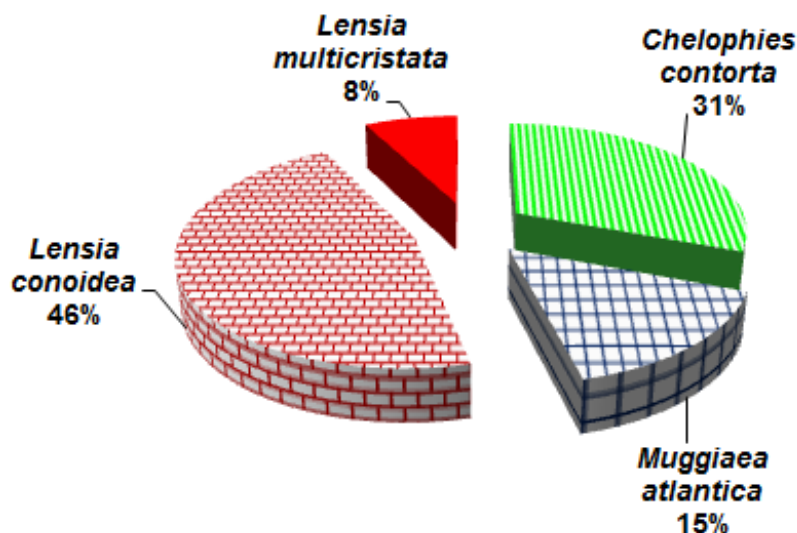 Lensia
multicristata
8%
Chelophies
contorta
31%
Lensia
conoidea
46%
Muggiaea
atlantica
15%